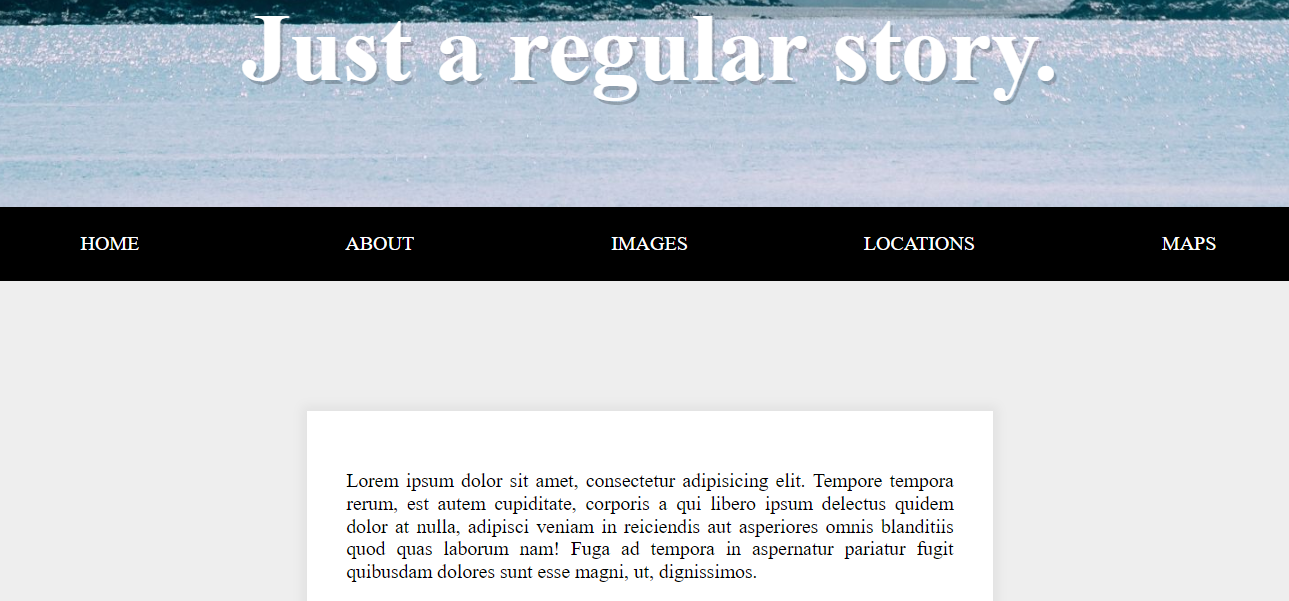 Just a regular story.
HOME ABOUT IMAGES LOCATIONS MAPS
Lorem ipsum dolor sit amet, consectetur adipisicing elit. Tempore tempora
rerum, est autem cupiditate, corporis a qui libero ipsum delectus quidem
dolor at nulla, adipisci veniam in reiciendis aut asperiores omnis blanditiis
quod quas laborum nam! Fuga ad tempora in aspernatur pariatur fugit
quibusdam dolores sunt esse magni, ut, dignissimos.